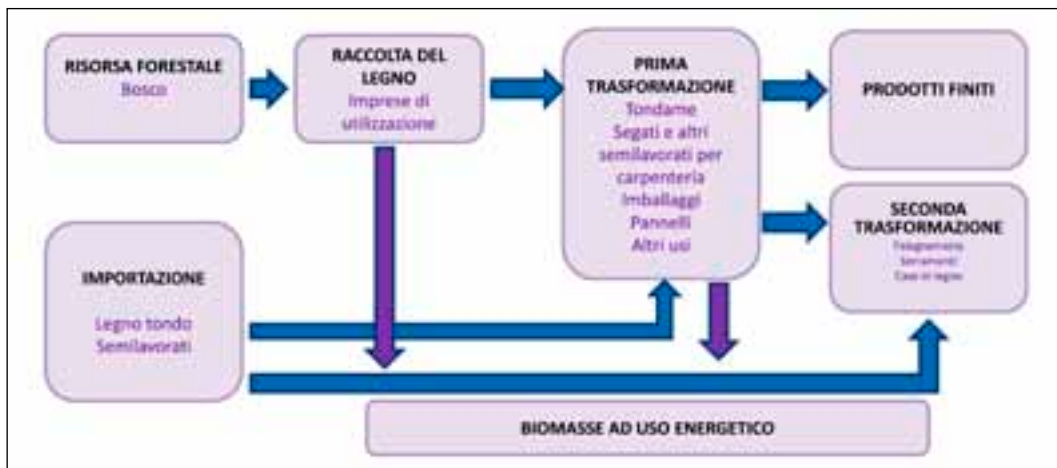 RISORSA FORESTALE
Bosco
RACCOLTA DEL
LEGNO
Imprese di
utilizzazione
PRIMA
TRASFORMAZIONE
Tondame
Segati e altri
semilavorati per
carpenteria
Imballaggi
Pannelli
Altri usi
PRODOTTI FINITI
SECONDA
TRASFORMAZIONE
Falegnameria
Serramenti
Case in legno
IMPORTAZIONE
Legno tondo
Semilavorati
BIOMASSE AD USO ENERGETICO